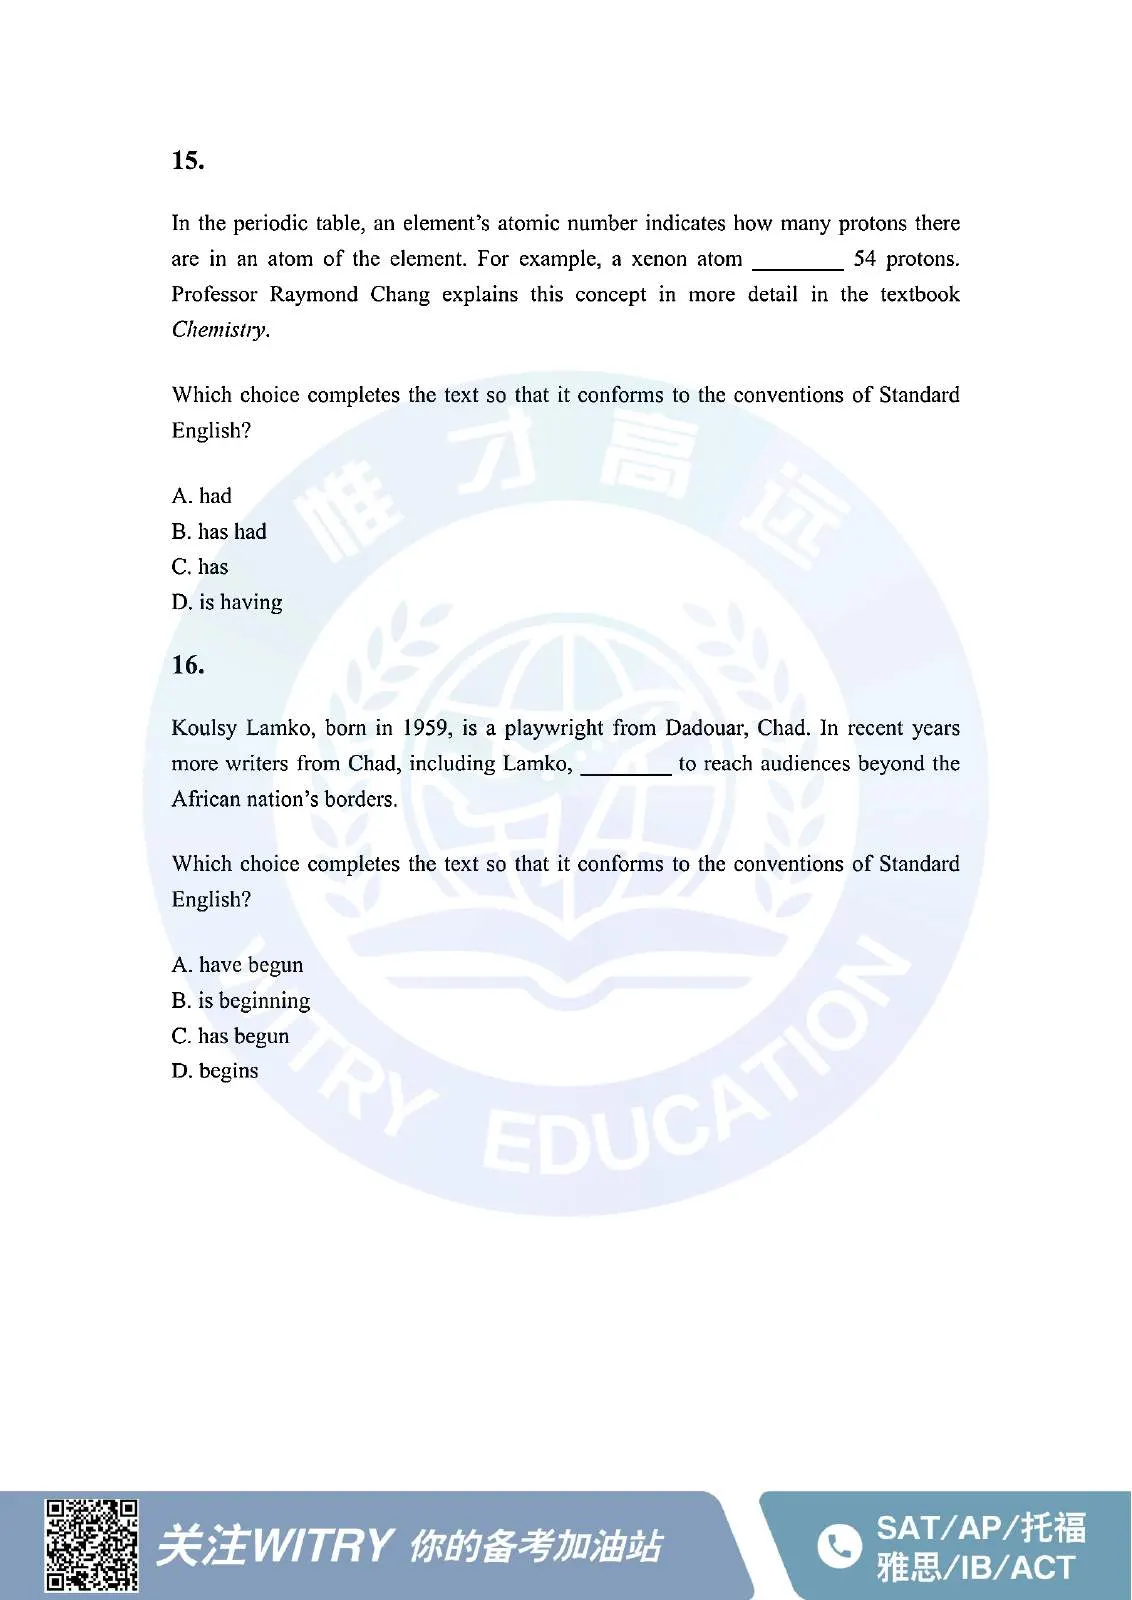 15.
In the periodic table, an element’s atomic number indicates how many protons there
are in an atom of the element. For example, a xenon atom ________ 54 protons.
Professor Raymond Chang explains this concept in more detail in the textbook
Chemistry.
Which choice completes the text so that it conforms to the conventions of Standard
English?
A. had
B. has had
C. has
D. is having
16.
Koulsy Lamko, born in 1959, is a playwright from Dadouar, Chad. In recent years
more writers from Chad, including Lamko, ________ to reach audiences beyond the
African nation’s borders.
Which choice completes the text so that it conforms to the conventions of Standard
English?
A. have begun
B. is beginning
C. has begun
D. begins
惟才高远
WITRY EDUCATION
关注WITRY 你的备考加油站
SAT/AP/托福
雅思/IB/ACT